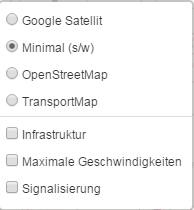 Google Satellit
Minimal (s/w)
OpenStreetMap
TransportMap
Infrastruktur
Maximale Geschwindigkeiten
Signalisierung